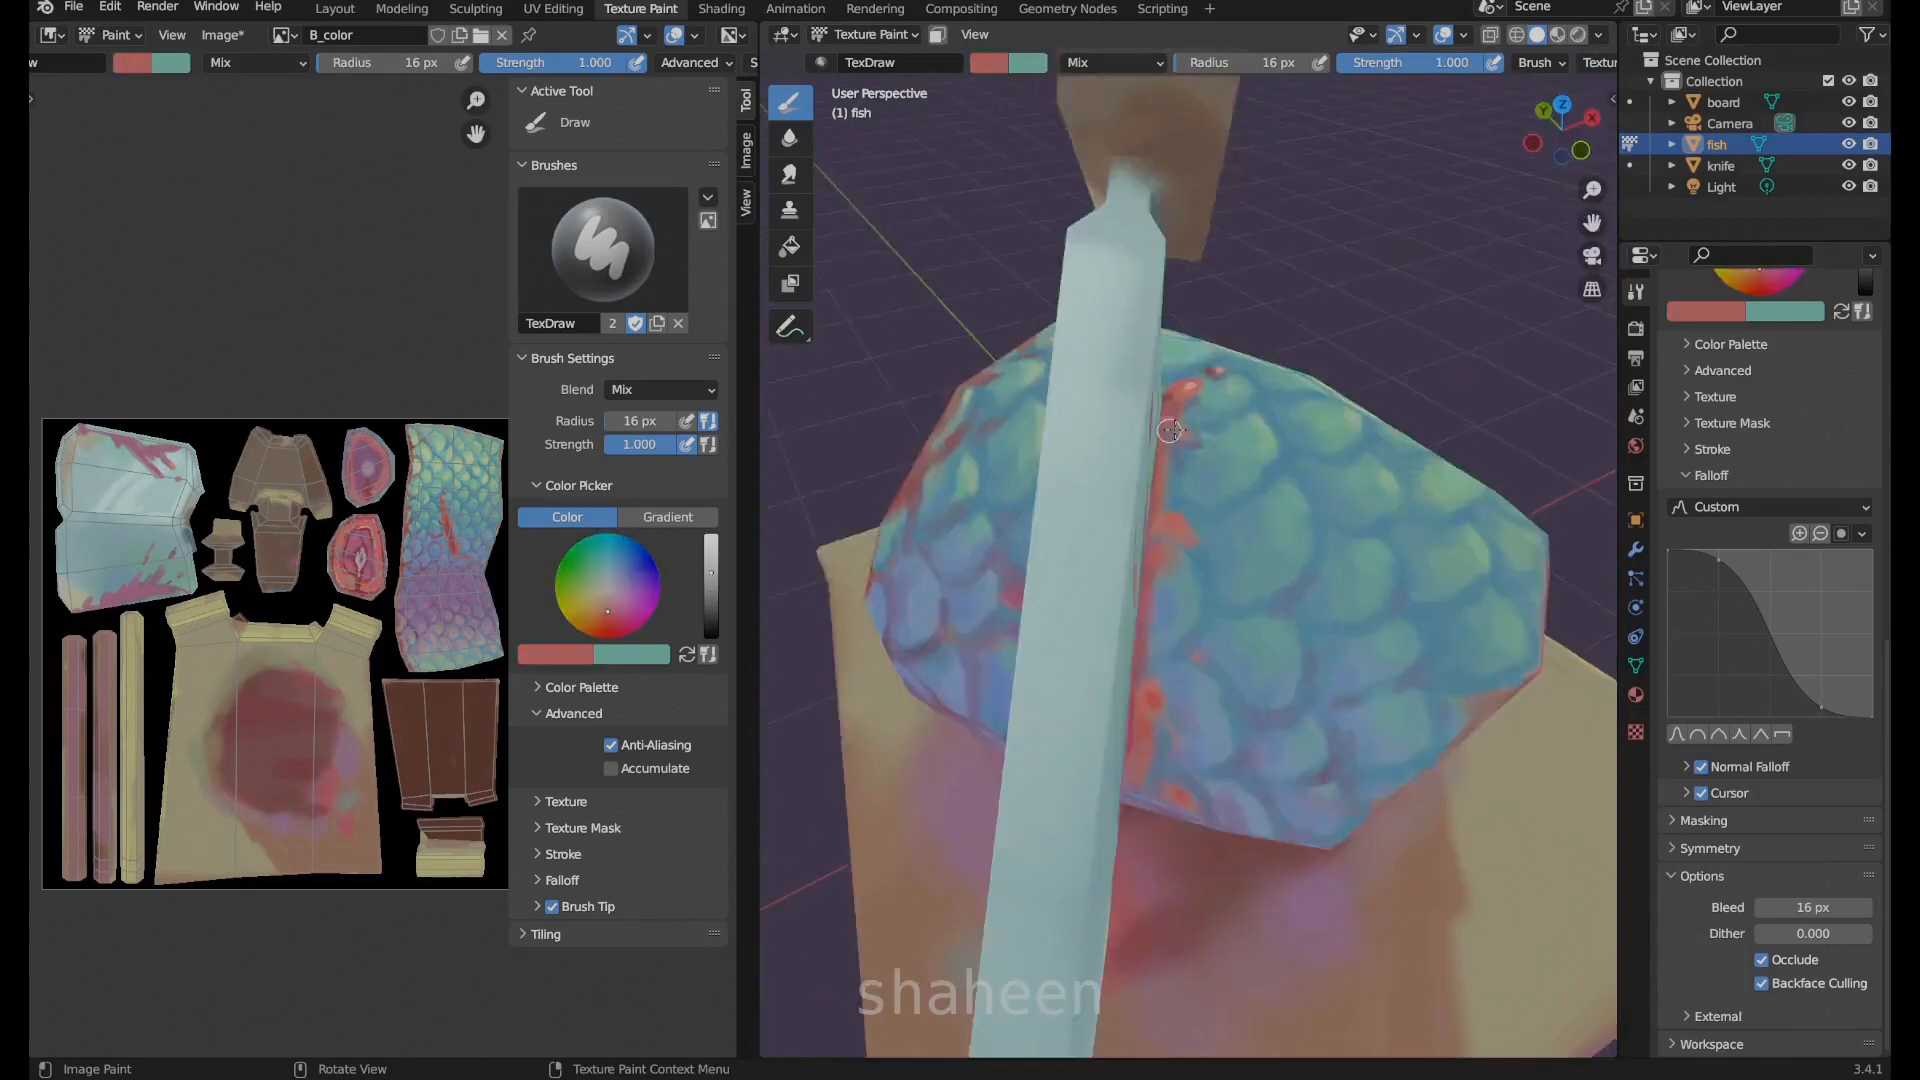 File Edit Render Window Help Layout Modeling Sculpting UV Editing Texture Paint Shading Animation Rendering Compositing Geometry Nodes Scripting + Scene ViewLayer
Paint View Image* B_color Texture Paint View
w Mix Radius 16 px Strength 1.000 Advanced S TexDraw Mix Radius 16 px Strength 1.000 Brush Textur
Active Tool
Draw
Brushes
TexDraw 2
Brush Settings
Blend Mix
Radius 16 px
Strength 1.000
Color Picker
Color Gradient
Color Palette
Advanced
Anti-Aliasing
Accumulate
Texture
Texture Mask
Stroke
Falloff
Brush Tip
Tiling
Tool
Image
View
User Perspective
(1) fish
Z
Y
X
shaheen
Scene Collection
Collection
board
Camera
fish
knife
Light
Color Palette
Advanced
Texture
Texture Mask
Stroke
Falloff
Custom
Normal Falloff
Cursor
Masking
Symmetry
Options
Bleed 16 px
Dither 0.000
Occlude
Backface Culling
External
Workspace
Image Paint Rotate View Texture Paint Context Menu 3.4.1